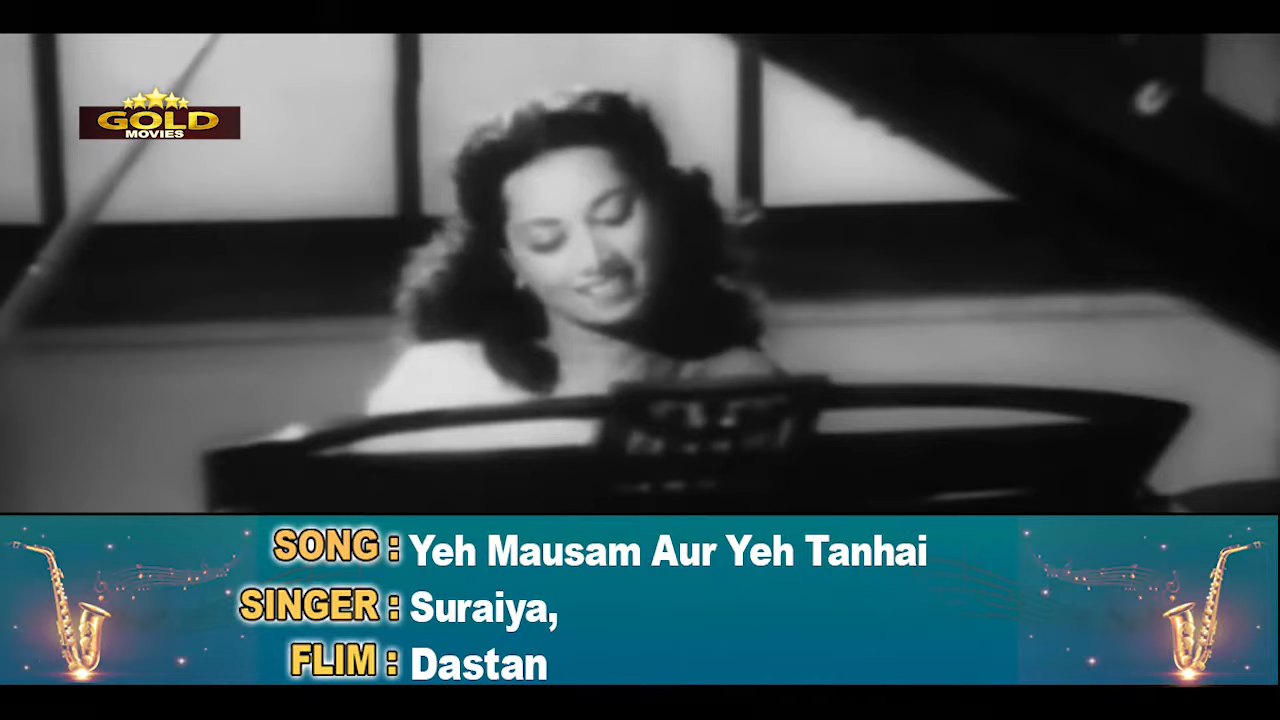 GOLD
MOVIES
SONG : Yeh Mausam Aur Yeh Tanhai
SINGER : Suraiya,
FLIM : Dastan